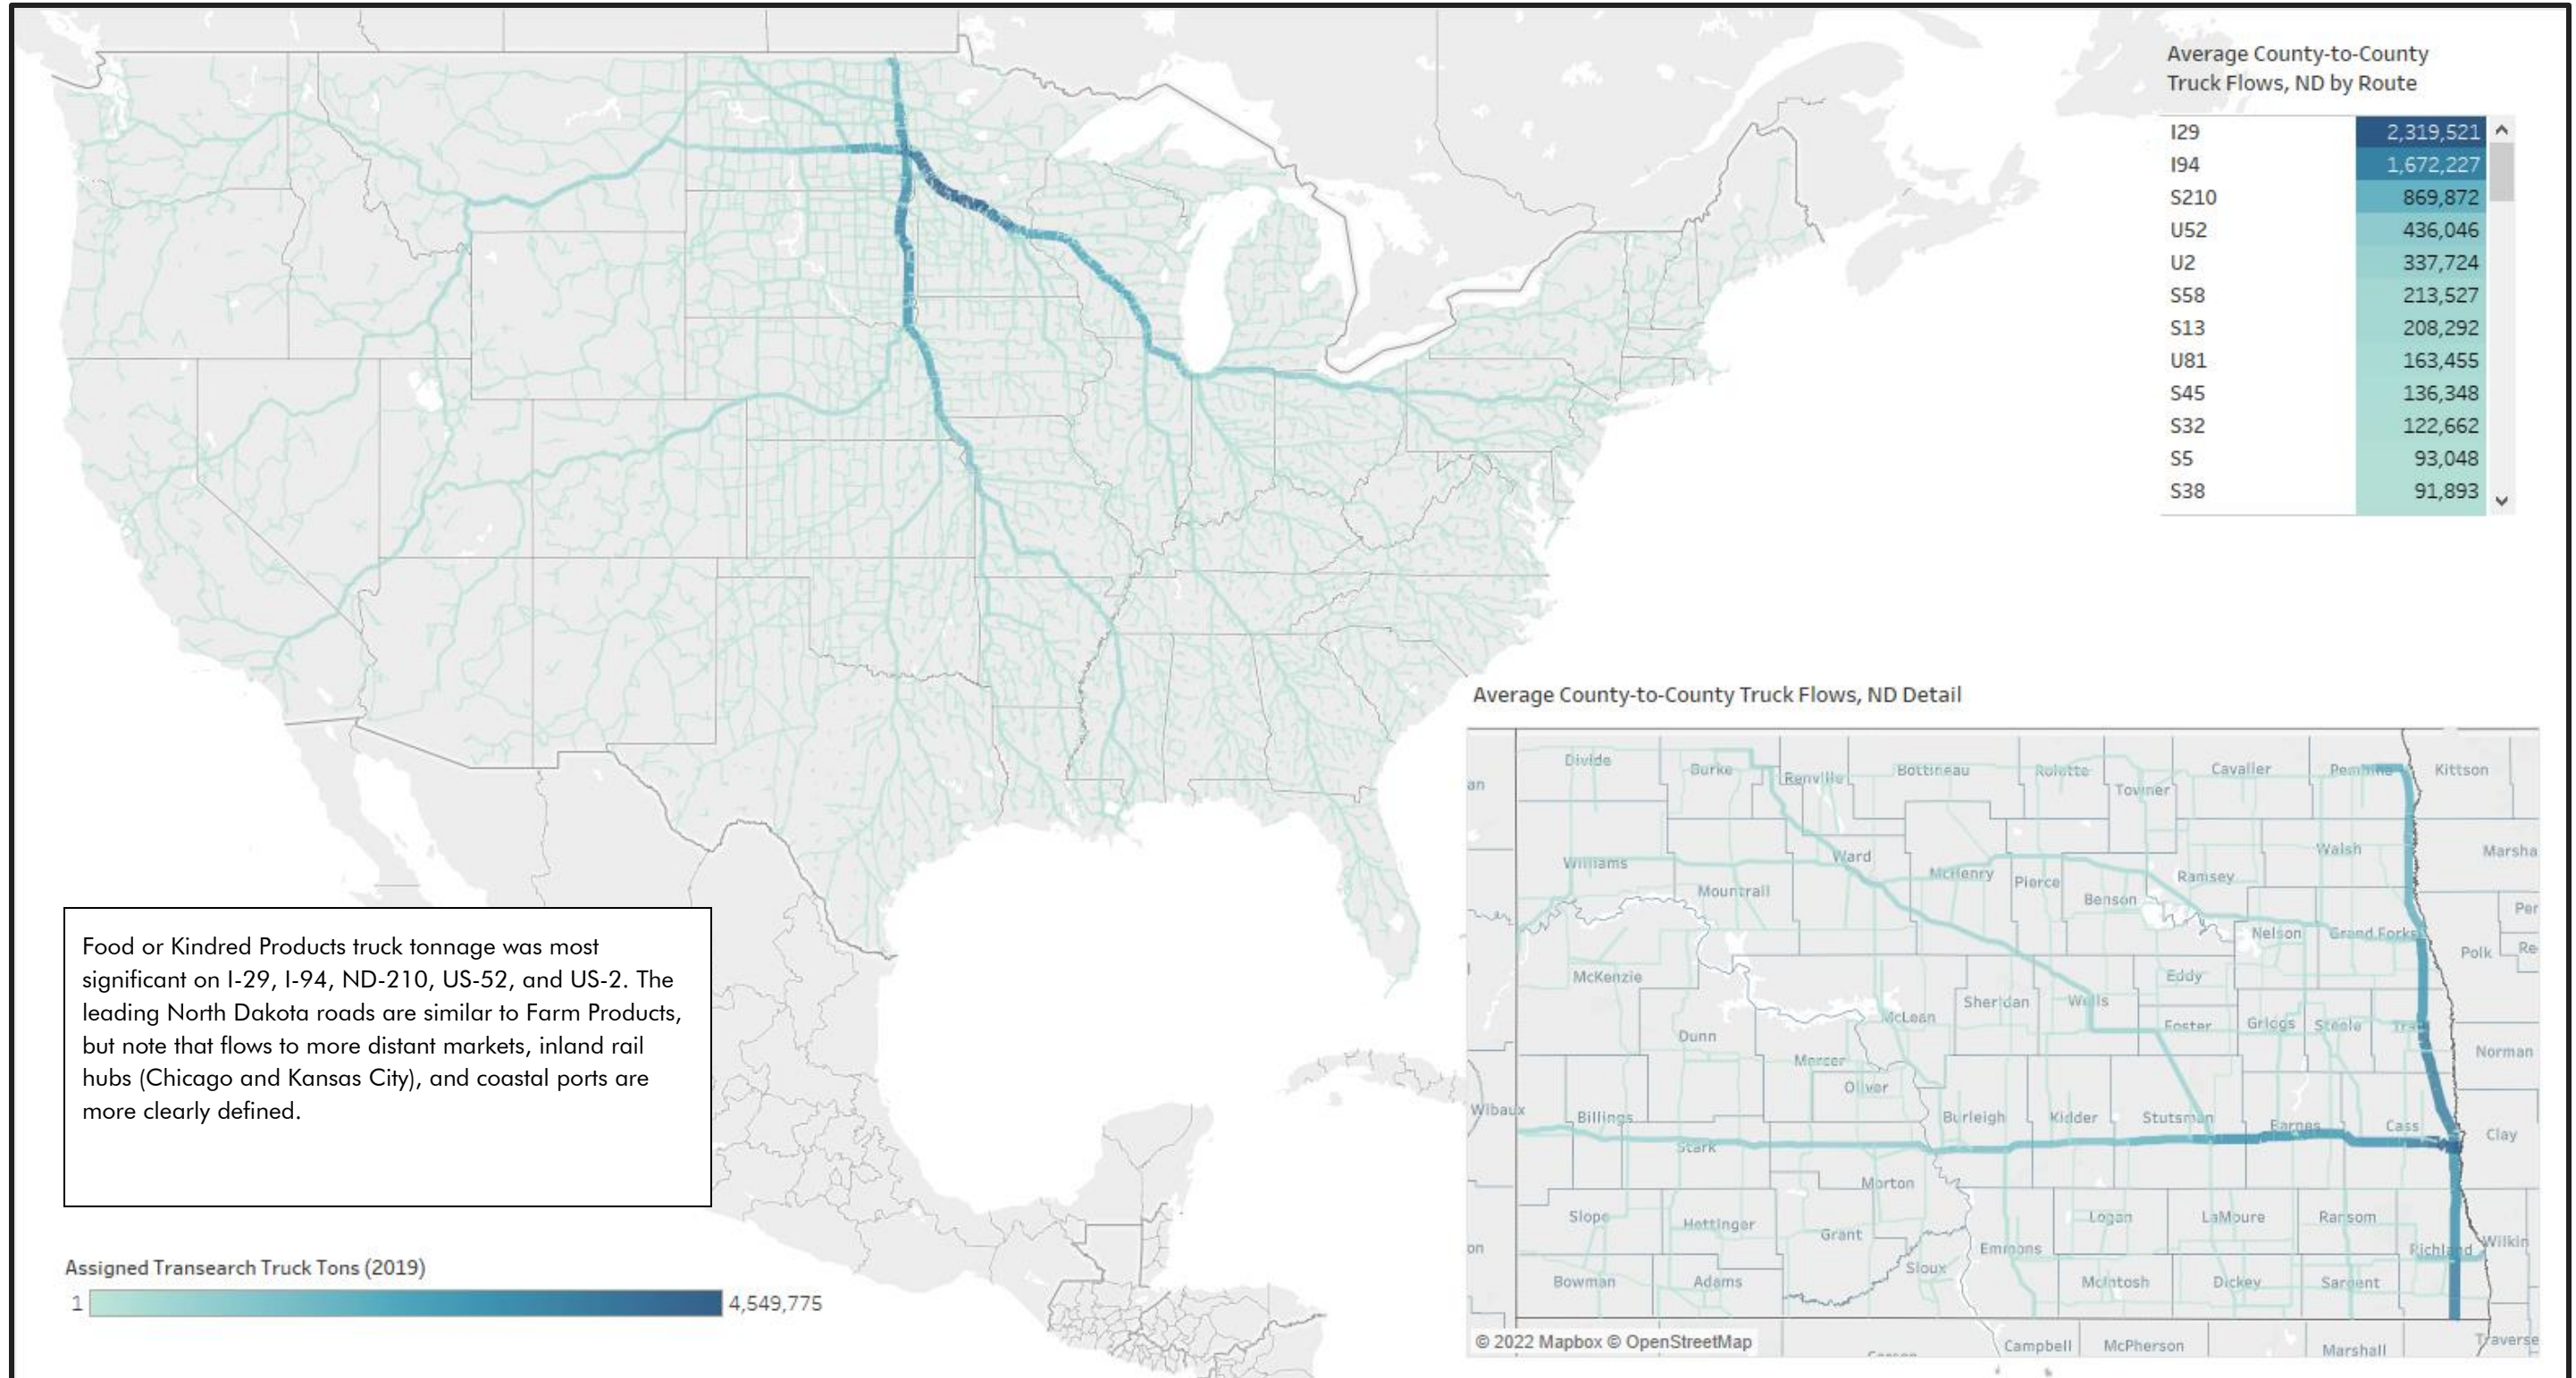 Average County-to-County
Truck Flows, ND by Route
I29 2,319,521
I94 1,672,227
S210 869,872
U52 436,046
U2 337,724
S58 213,527
S13 208,292
U81 163,455
S45 136,348
S32 122,662
S5 93,048
S38 91,893
Average County-to-County Truck Flows, ND Detail
Divide Burke Renville Bottineau Rolette Towner Cavalier Pembina Kittson
an
Williams Ward McHenry Pierce Ramsey Walsh Marsha
Mountrail Benson Nelson Grand Forks Polk Per
Re
McKenzie Sheridan Wells Eddy
Dunn McLean Foster Griggs Steele Norman
Mercer Oliver
Wibaux Billings Burleigh Kidder Stutsman Barnes Cass Clay
Stark Morton
Slope Hettinger Grant Logan LaMoure Ransom
on Emmons Richland Wilkin
Bowman Adams Sioux McIntosh Dickey Sargent
© 2022 Mapbox © OpenStreetMap
Campbell McPherson Marshall Traverse
Food or Kindred Products truck tonnage was most
significant on I-29, I-94, ND-210, US-52, and US-2. The
leading North Dakota roads are similar to Farm Products,
but note that flows to more distant markets, inland rail
hubs (Chicago and Kansas City), and coastal ports are
more clearly defined.
Assigned Transearch Truck Tons (2019)
1 4,549,775